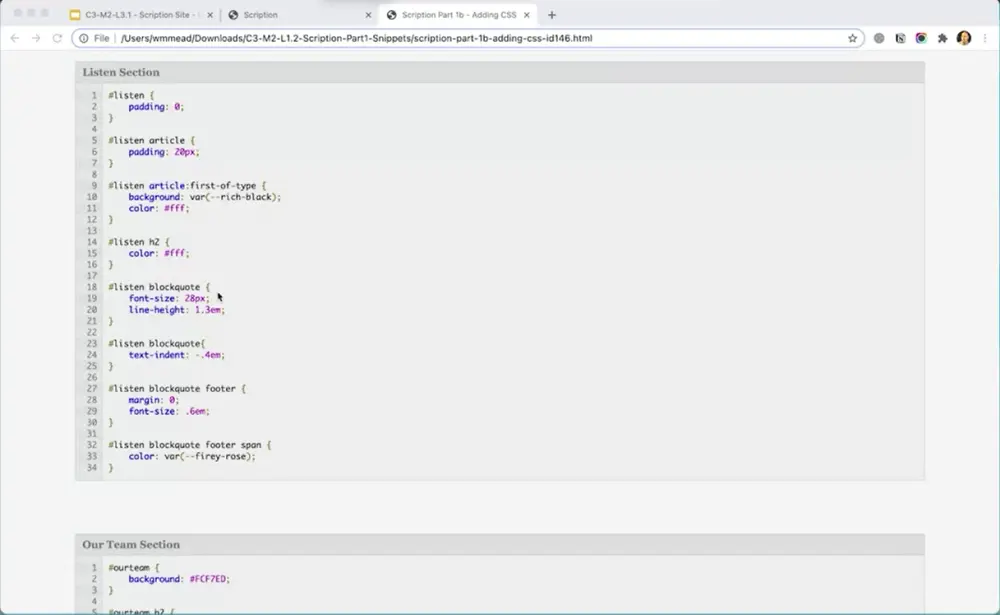 C3-M2-L3.1 - Scription Site -
Scription
Scription Part 1b - Adding CSS
File | /Users/wmmead/Downloads/C3-M2-L1.2-Scription-Part1-Snippets/scription-part-1b-adding-css-id146.html
Listen Section
1 #listen {
2 padding: 0;
3 }
4
5 #listen article {
6 padding: 20px;
7 }
8
9 #listen article:first-of-type {
10 background: var(--rich-black);
11 color: #fff;
12 }
13
14 #listen h2 {
15 color: #fff;
16 }
17
18 #listen blockquote {
19 font-size: 28px;
20 line-height: 1.3em;
21 }
22
23 #listen blockquote{
24 text-indent: -.4em;
25 }
26
27 #listen blockquote footer {
28 margin: 0;
29 font-size: .6em;
30 }
31
32 #listen blockquote footer span {
33 color: var(--firey-rose);
34 }
Our Team Section
1 #ourteam {
2 background: #FCF7ED;
3 }
4
5 #ourteam h2 {